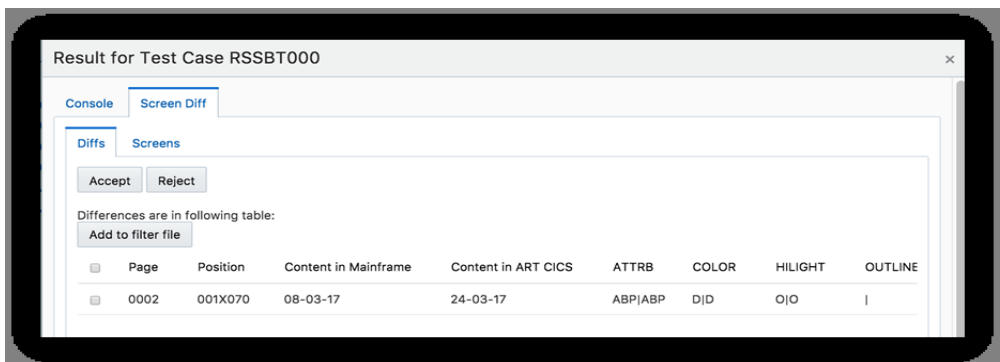 Result for Test Case RSSBT000 ×
Console Screen Diff
Diffs Screens
Accept Reject
Differences are in following table:
Add to filter file
Page Position Content in Mainframe Content in ART CICS ATTRB COLOR HILIGHT OUTLINE
0002 001X070 08-03-17 24-03-17 ABP|ABP D|D O|O |